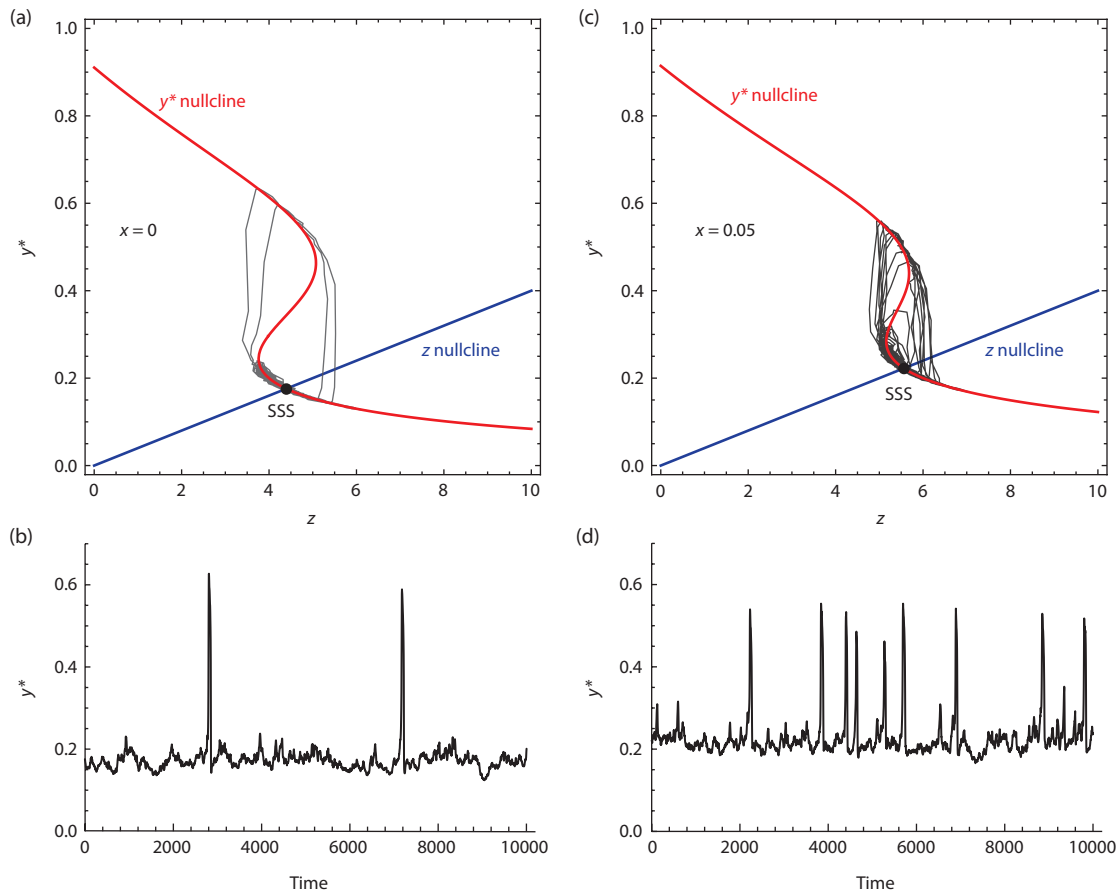 (a)
1.0
0.8
0.6
0.4
0.2
0.0
y*
y* nullcline
x = 0
z nullcline
SSS
0 2 4 6 8 10
z
(c)
1.0
0.8
0.6
0.4
0.2
0.0
y*
y* nullcline
x = 0.05
z nullcline
SSS
0 2 4 6 8 10
z
(b)
0.6
0.4
0.2
0.0
y*
0 2000 4000 6000 8000 10000
Time
(d)
0.6
0.4
0.2
0.0
y*
0 2000 4000 6000 8000 10000
Time